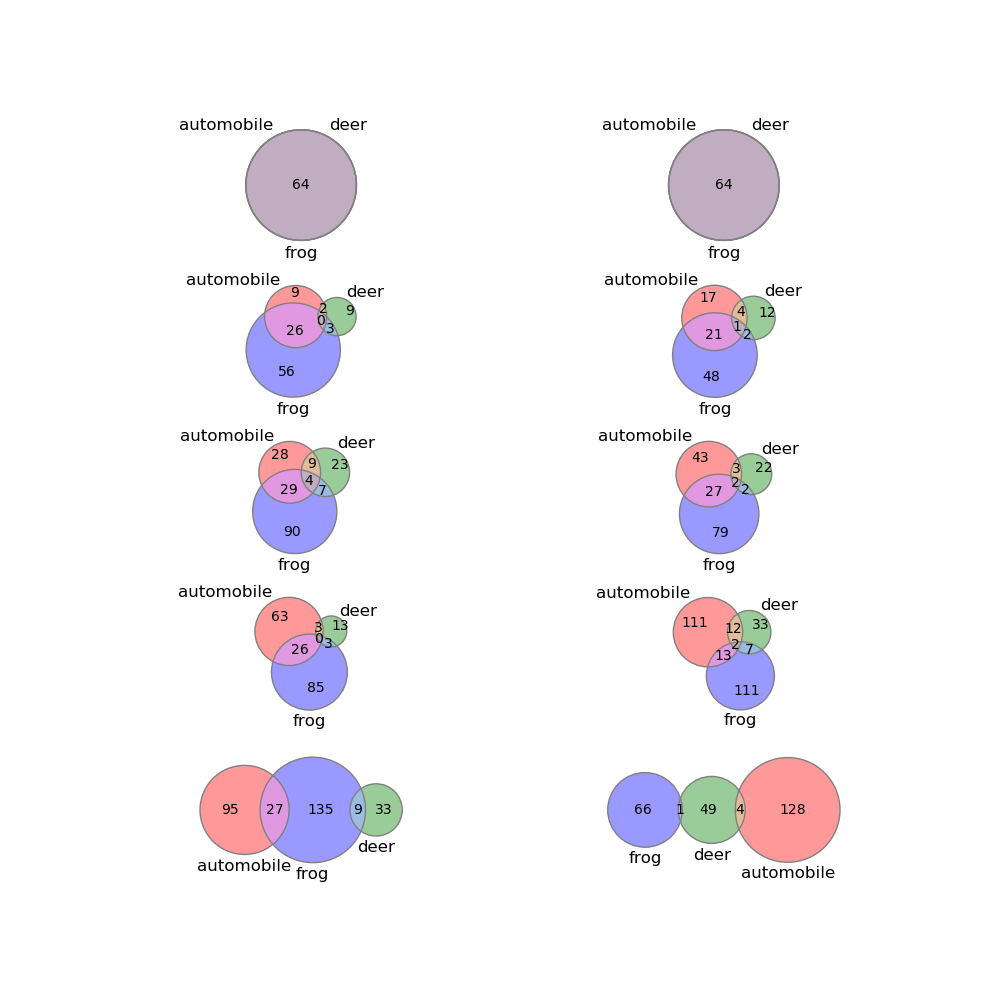 automobile deer
64
frog
automobile deer
64
frog
automobile
9
deer
2 9
0
26 3
56
frog
automobile
17
deer
4 12
1
21 2
48
frog
automobile
28
deer
9 23
4
29 7
90
frog
automobile
43
deer
3 22
2
27 2
79
frog
automobile
63
deer
3 13
0
26 3
85
frog
automobile
111
deer
12 33
2
13 7
111
frog
95 27 135 9 33
deer
automobile
frog
66 1 49 4 128
deer
frog
automobile